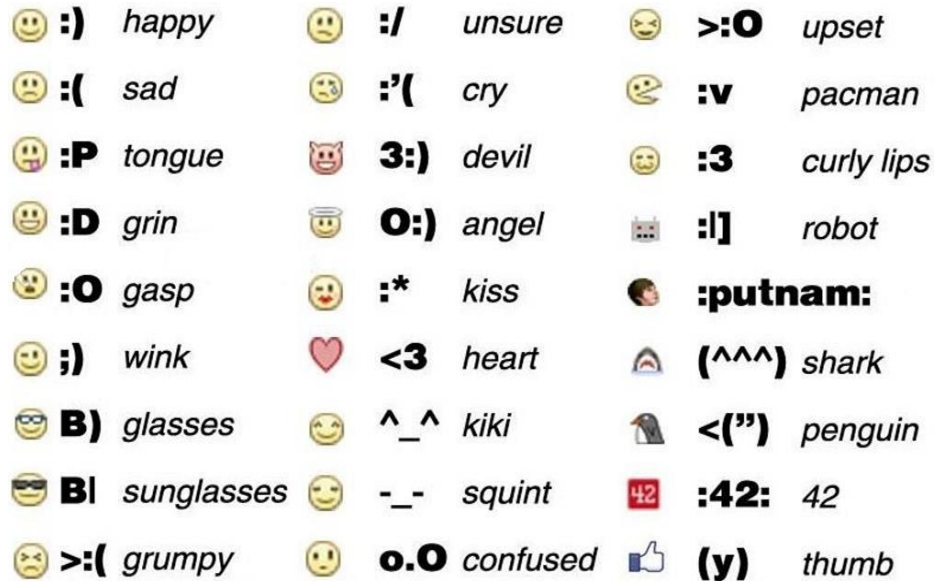 :) happy :/ unsure >:O upset
:( sad :'( cry :v pacman
:P tongue 3:) devil :3 curly lips
:D grin O:) angel :|] robot
:O gasp :* kiss :putnam:
;) wink <3 heart (^^^) shark
B) glasses ^_^ kiki <(”) penguin
B| sunglasses -_- squint 42 :42: 42
>:( grumpy o.O confused (y) thumb